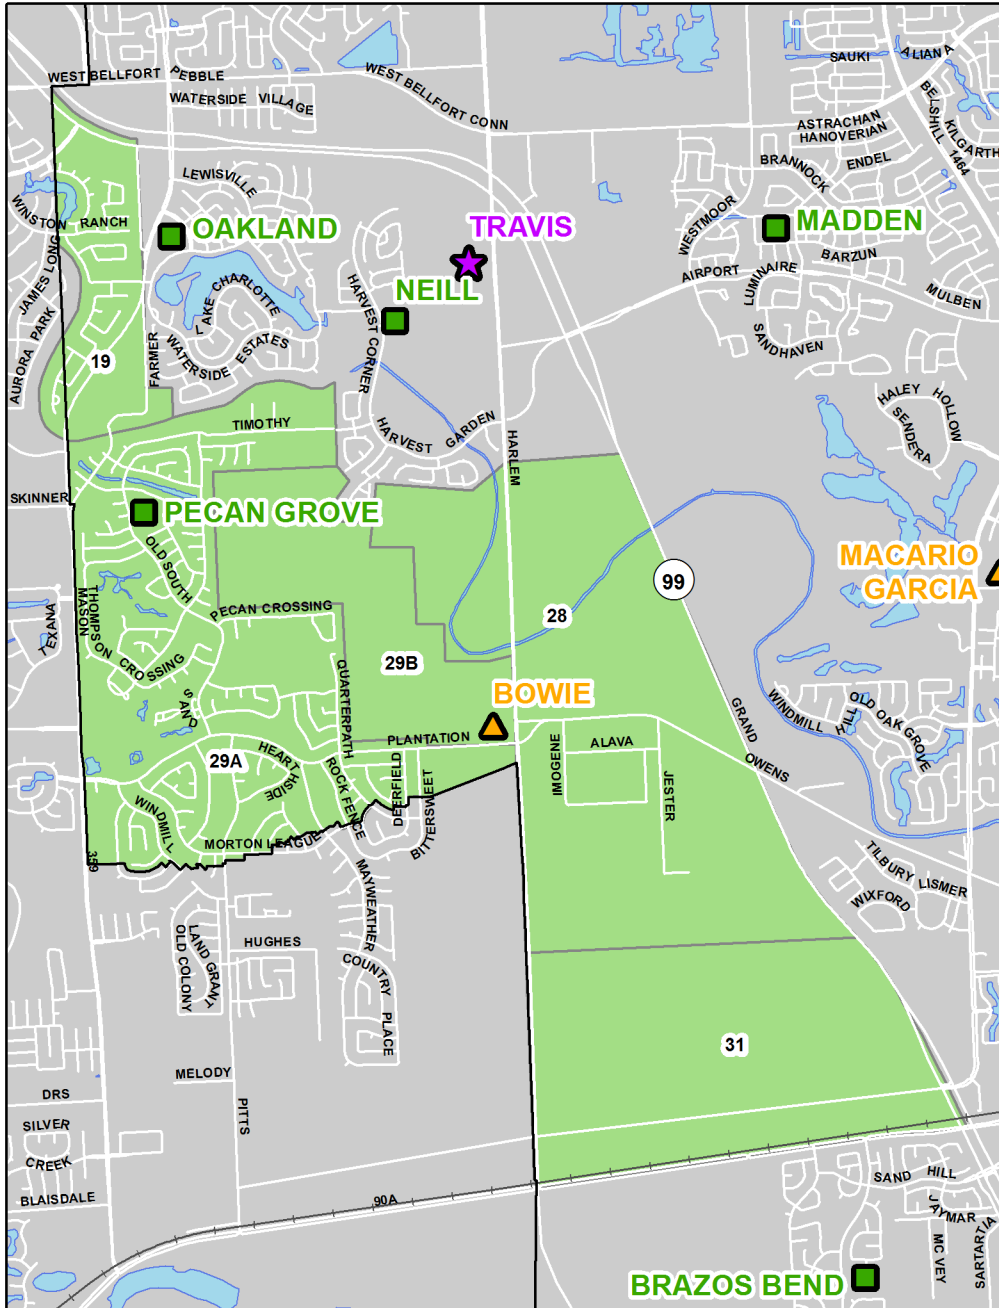 SAUKI
ALIANA
WEST BELLFORT
PEBBLE
WEST BELLFORT CONN
WATERSIDE VILLAGE
BELSHILL
KILGARTH
1464
ASTRACHAN
HANOVERIAN
BRANNOCK
ENDEL
LEWISVILLE
WINSTON RANCH
OAKLAND
TRAVIS
MADDEN
WESTMOOR
BARZUN
AIRPORT
LUMINAIRE
MULBEN
JAMES LONG
LAKE CHARLOTTE
HARVEST CORNER
NEILL
AURORA PARK
WATERSIDE ESTATES
SANDHAVEN
19
FARMER
HALEY HOLLOW
SENDERA
TIMOTHY
HARVEST GARDEN
HARLEM
SKINNER
PECAN GROVE
OLD SOUTH
MACARIO
GARCIA
99
THOMPSON CROSSING
MASON
PECAN CROSSING
28
TEXANA
29B
QUARTERPATH
SAND
BOWIE
GRAND
WINDMILL HILL
OLD OAK GROVE
PLANTATION
IMOGENE
ALAVA
29A
HEARTHSIDE
ROCK FENCE
DEERFIELD
BITTERSWEET
JESTER
OWENS
WINDMILL
MORTON LEAGUE
359
TILBURY
LISMER
WIXFORD
MAYWEATHER
LAND GRANT
OLD COLONY
HUGHES
COUNTRY PLACE
31
MELODY
DRS
PITTS
SILVER
CREEK
BLAISDALE
90A
SAND HILL
JAYMAR
MC VEY
SARTARTIA
BRAZOS BEND